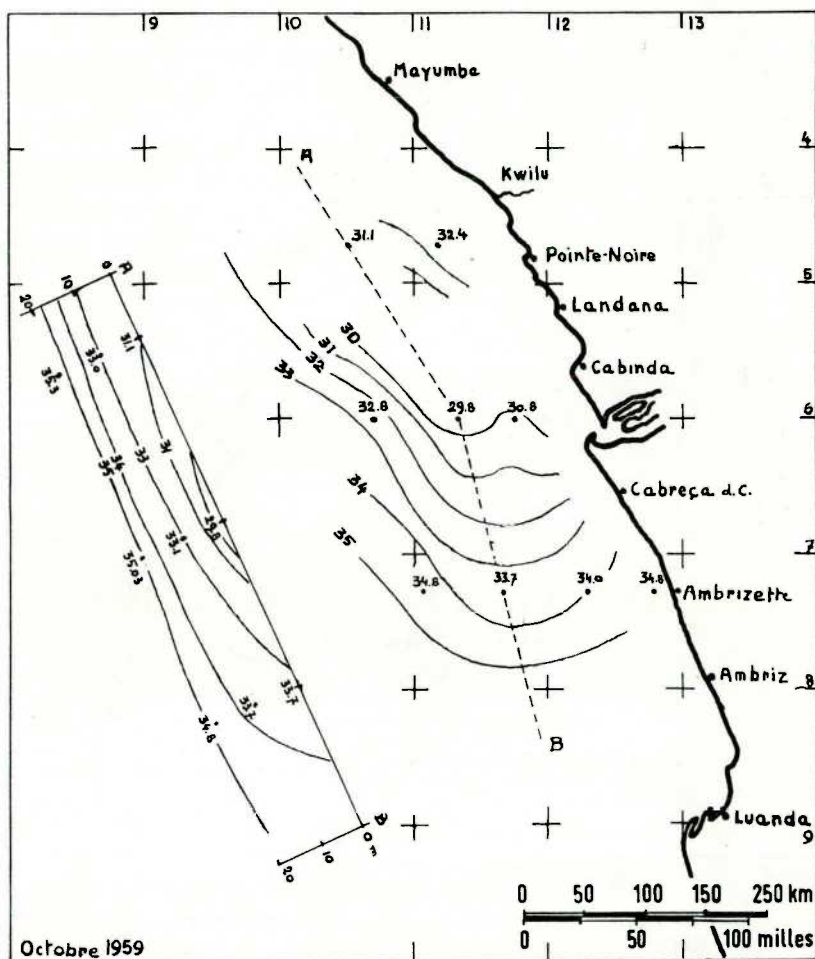 9 10 11 12 13
Mayumba
4
A
Kwilu
31.1 32.4
Pointe-Noire
5
Landana
Cabinda
30
31
32
33
32.8 29.8 30.8
6
34
Cabreça d.C.
35
7
34.8 33.7 34.0 34.8
Ambrizette
Ambriz
8
B
Luanda
9
20 10 0 A
31.1
33.0
35.3
31
33
34
35
29.8
33.1
35.03
33.7
33.7
34.8
B
20 10 0 m
0 50 100 150 200 250 km
0 50 100 milles
Octobre 1959